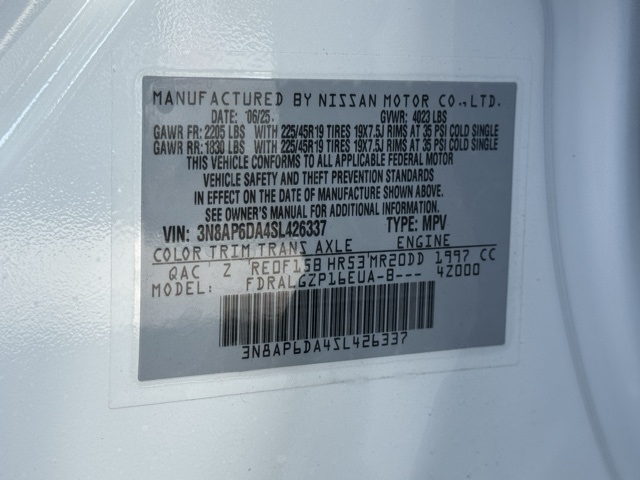 MANUFACTURED BY NISSAN MOTOR CO.,LTD.
DATE: '06/25. GVWR: 4023 LBS
GAWR FR: 2205 LBS WITH 225/45R19 TIRES 19X7.5J RIMS AT 35 PSI COLD SINGLE
GAWR RR: 1830 LBS WITH 225/45R19 TIRES 19X7.5J RIMS AT 35 PSI COLD SINGLE
THIS VEHICLE CONFORMS TO ALL APPLICABLE FEDERAL MOTOR
VEHICLE SAFETY AND THEFT PREVENTION STANDARDS
IN EFFECT ON THE DATE OF MANUFACTURE SHOWN ABOVE
SEE OWNER'S MANUAL FOR ADDITIONAL INFORMATION
VIN: 3N8AP6DA4SL426337 TYPE: MPV
COLOR TRIM TRANS AXLE ENGINE
QAC Z RE0F15B HR53 MR20DD 1997 CC
MODEL: FDRALGZP16EUA-B--- 42000
3N8AP6DA4SL426337